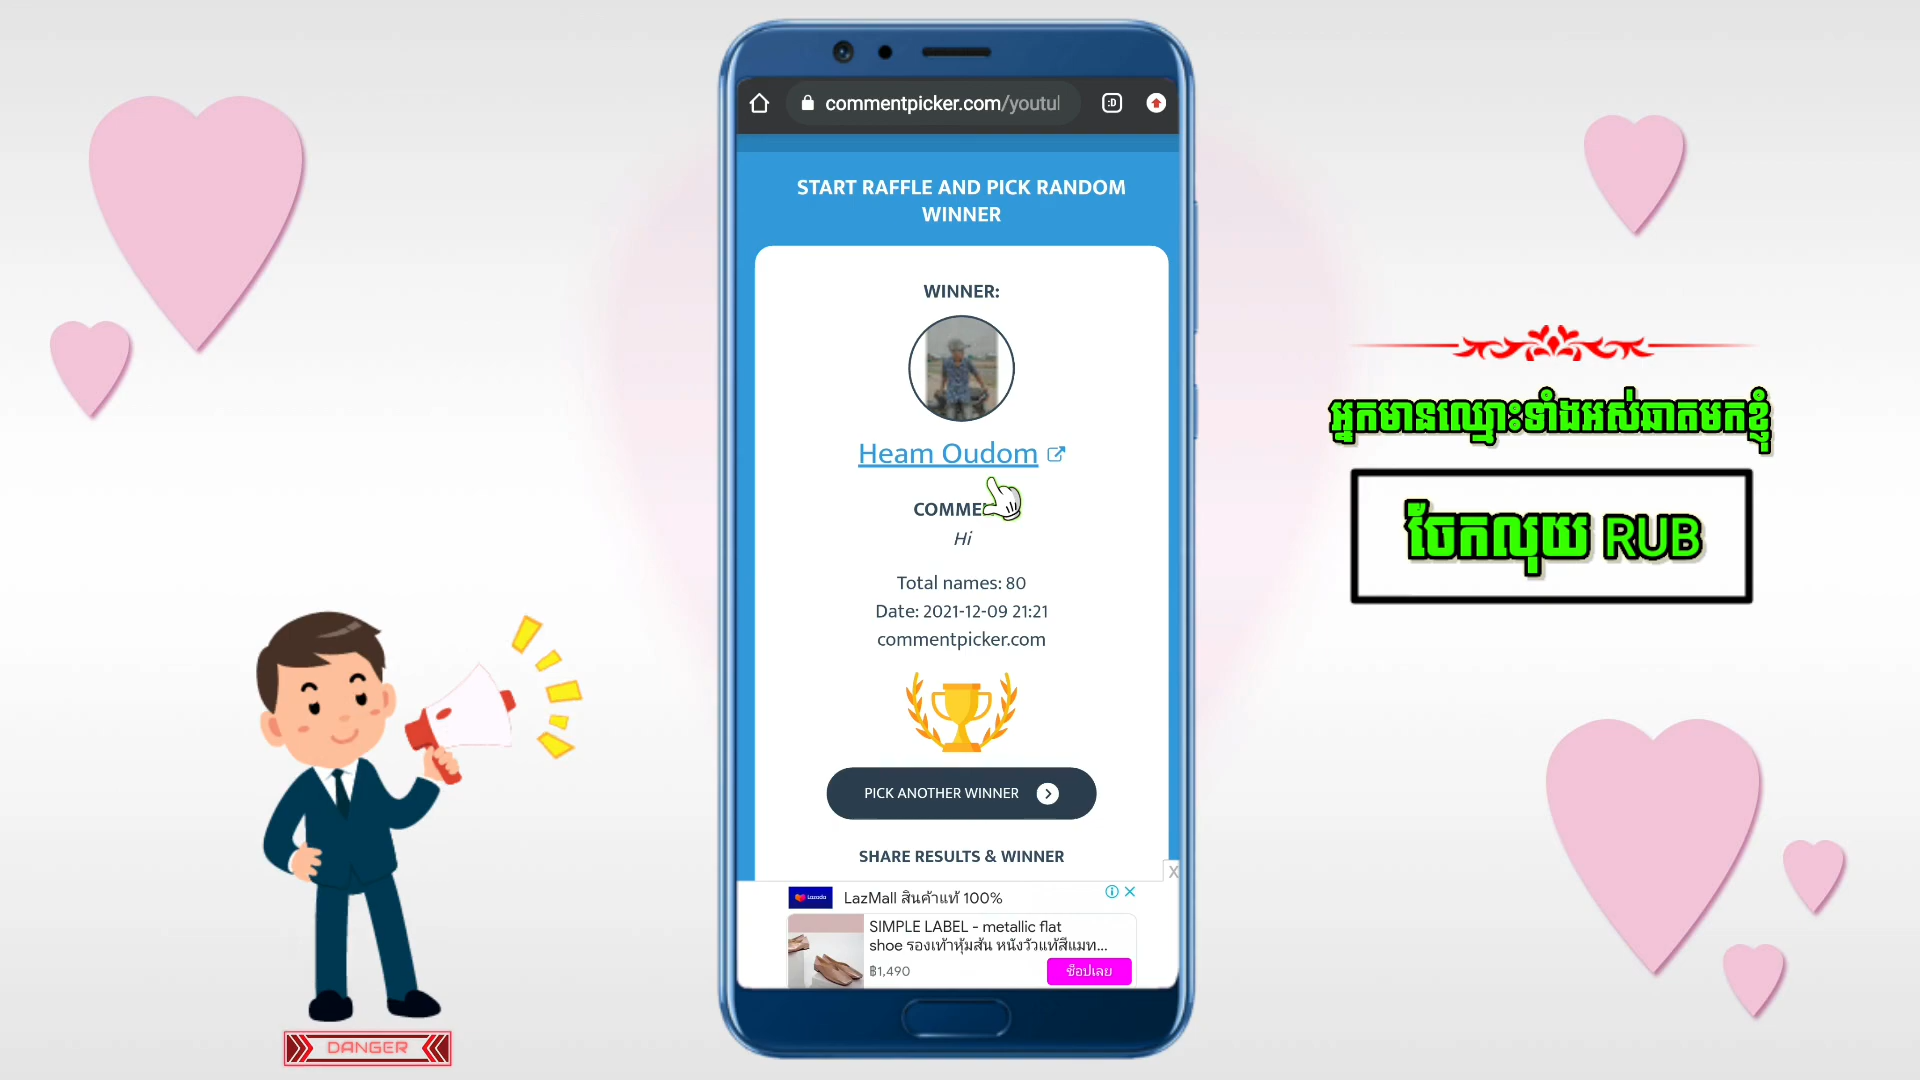 commentpicker.com/youtul
:D
START RAFFLE AND PICK RANDOM
WINNER
WINNER:
Heam Oudom
COMME
Hi
Total names: 80
Date: 2021-12-09 21:21
commentpicker.com
PICK ANOTHER WINNER
SHARE RESULTS & WINNER
X
Lazada
LazMall สินค้าแท้ 100%
SIMPLE LABEL - metallic flat
shoe รองเท้าหุ้มส้น หนังวัวแท้สีแมท...
฿1,490
ช็อปเลย
អ្នកមានឈ្មោះទាំងអស់ឆាតមកខ្ញុំ
ចែកលុយ RUB
DANGER